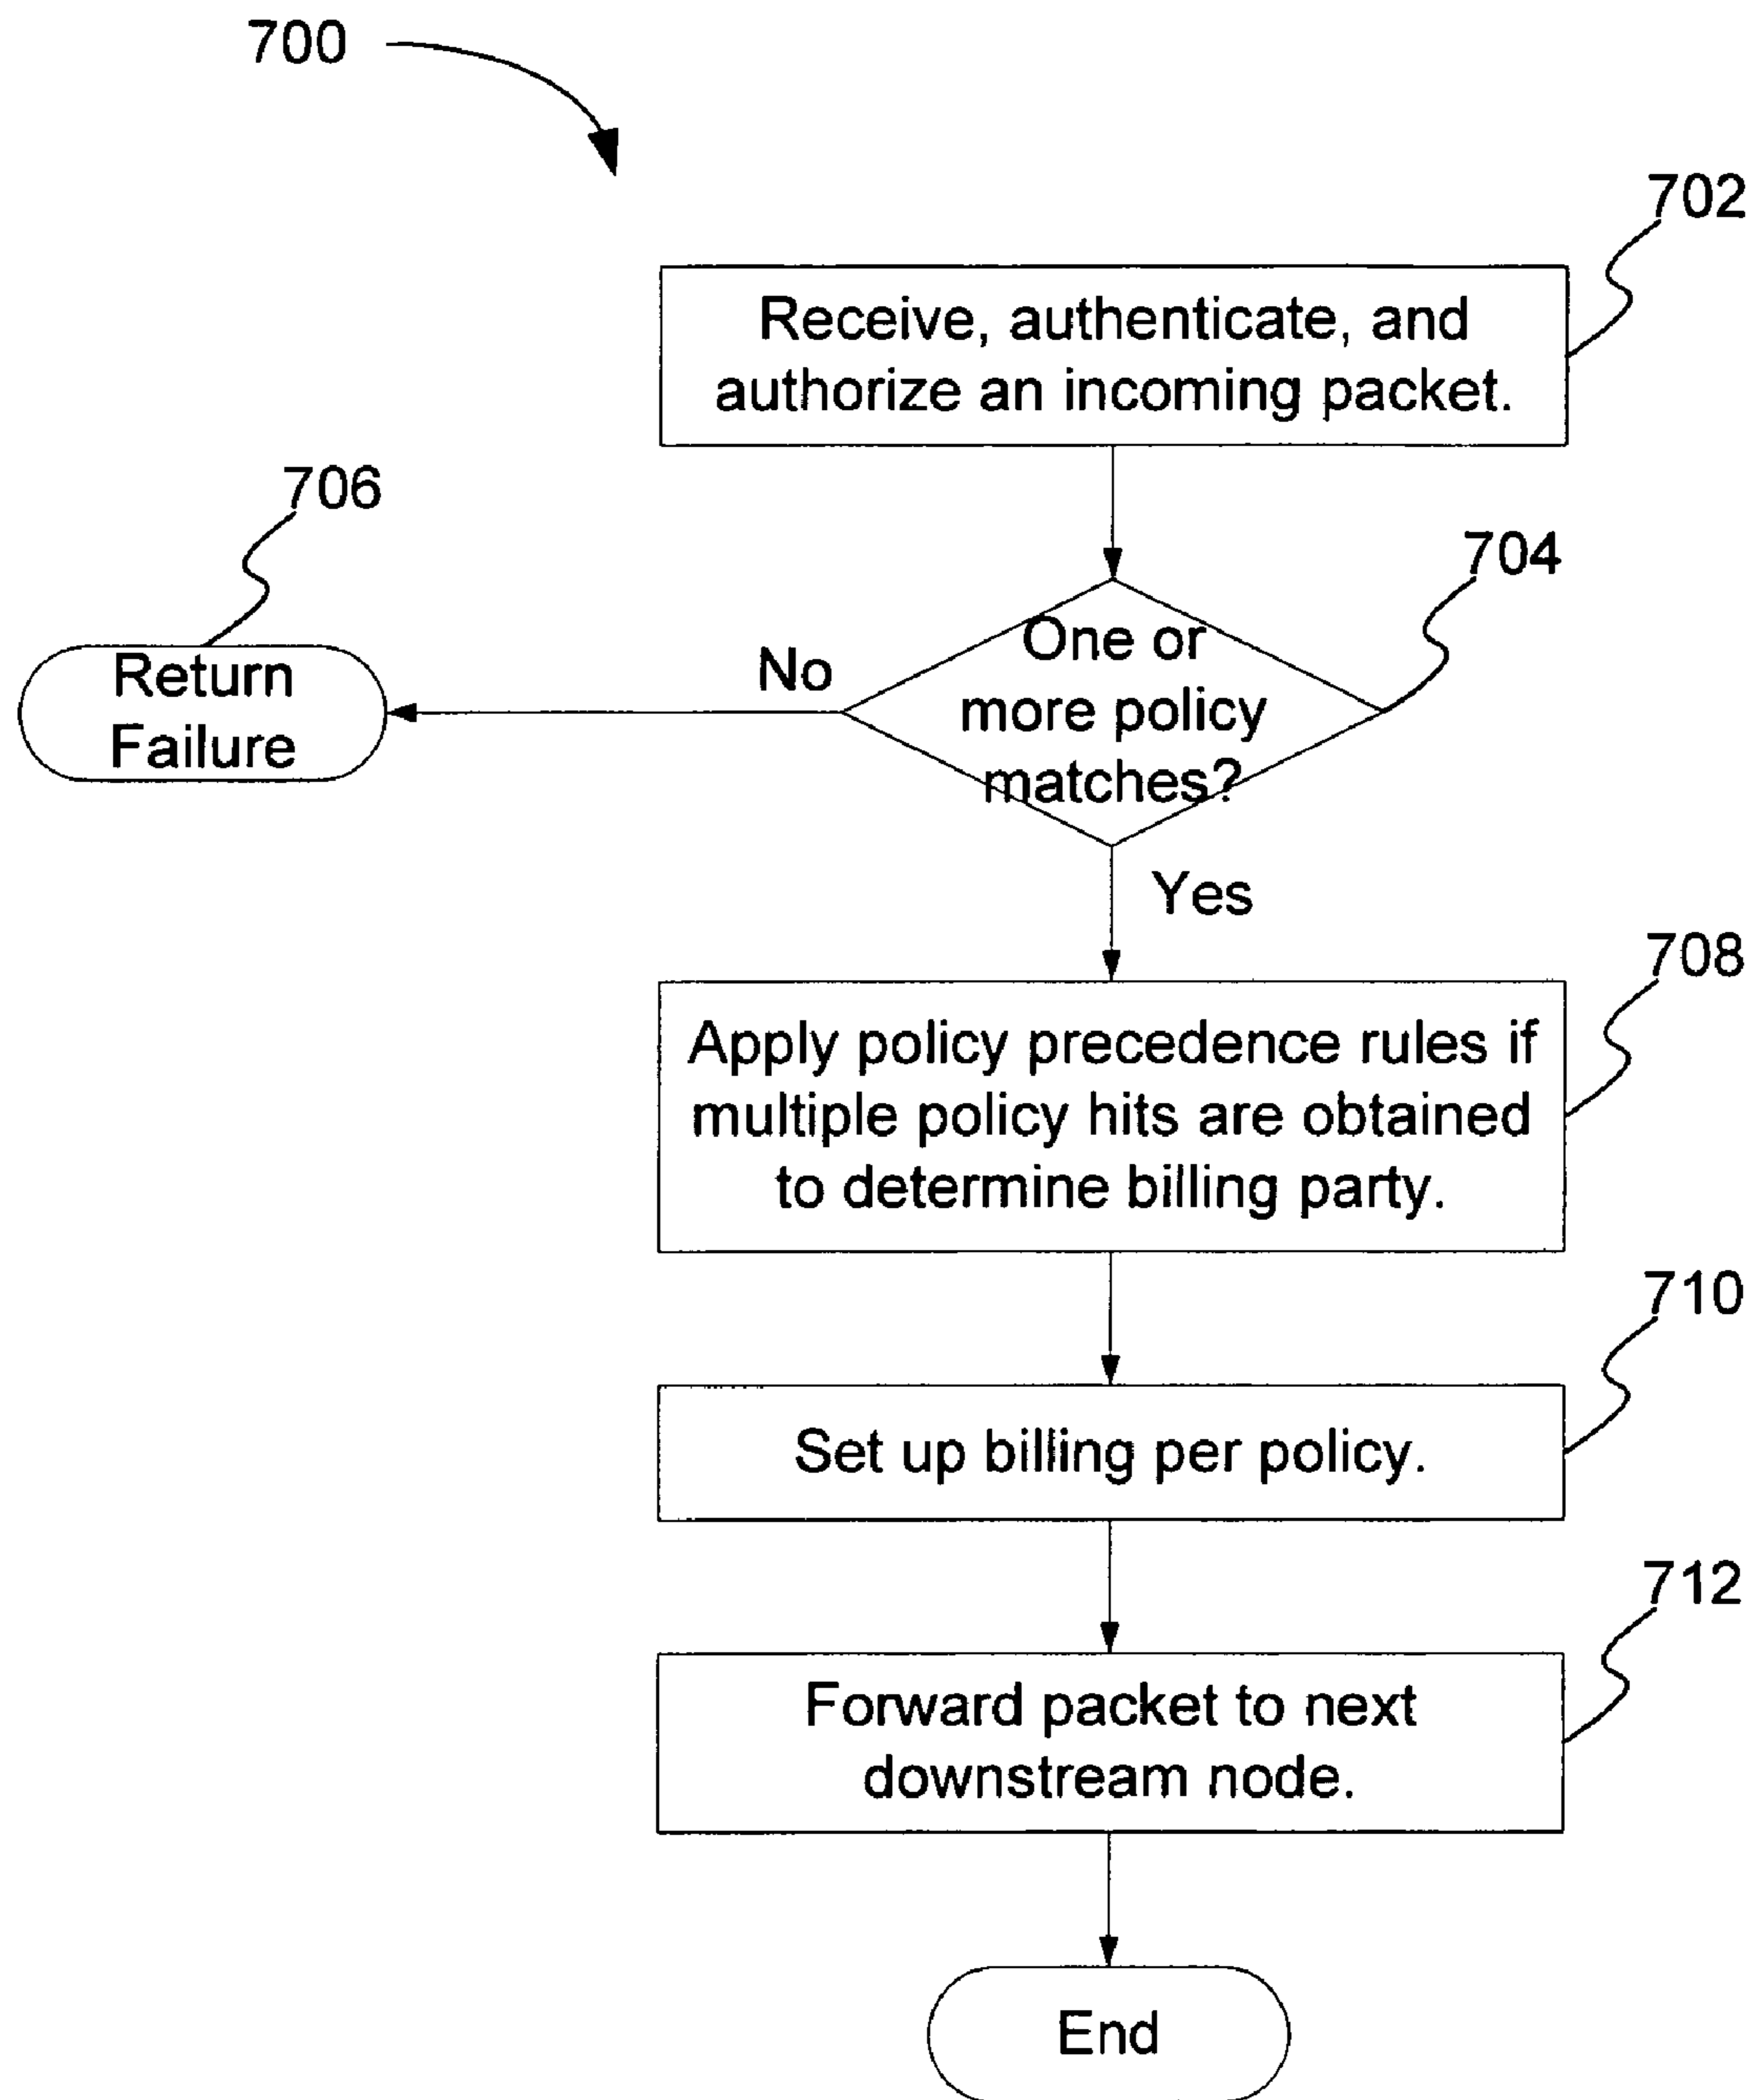 700
702
Receive, authenticate, and
authorize an incoming packet.
706
704
Return
Failure
No
One or
more policy
matches?
Yes
708
Apply policy precedence rules if
multiple policy hits are obtained
to determine billing party.
710
Set up billing per policy.
712
Forward packet to next
downstream node.
End